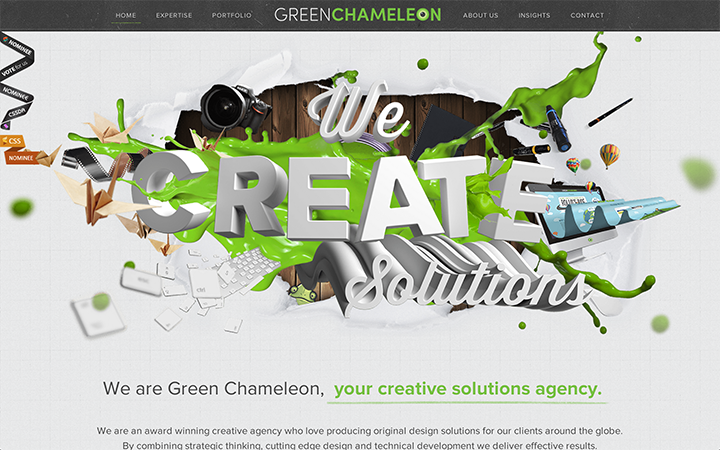 HOME EXPERTISE PORTFOLIO GREENCHAMELEON ABOUT US INSIGHTS CONTACT
NOMINEE
VOTE for us
NOMINEE
CSSDA
CSS
NOMINEE
We
CREATE
Solutions
We are Green Chameleon, your creative solutions agency.
We are an award winning creative agency who love producing original design solutions for our clients around the globe.
By combining strategic thinking, cutting edge design and technical development we deliver effective results.